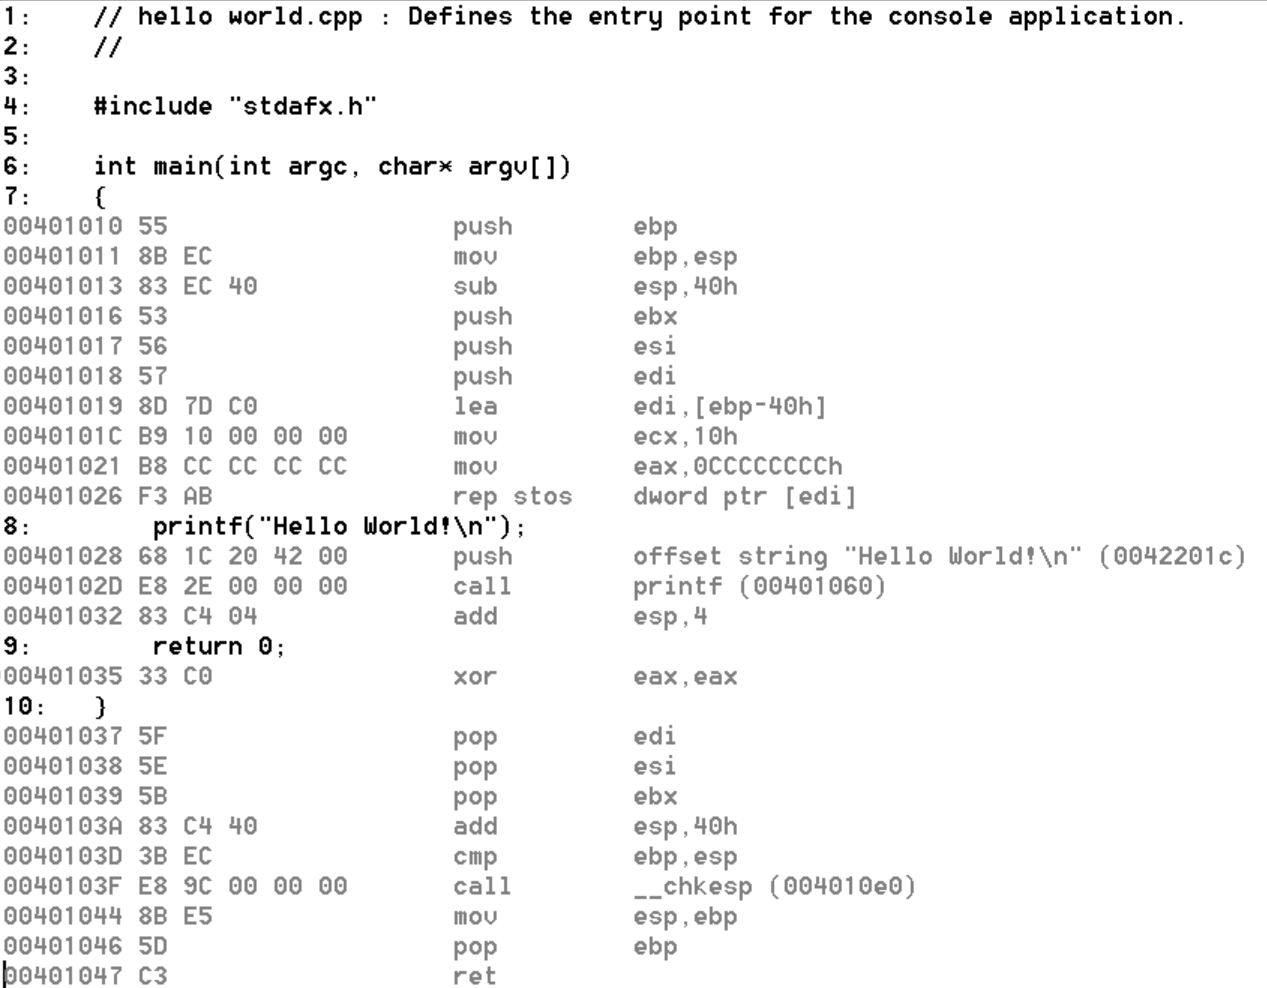 1:    // hello world.cpp : Defines the entry point for the console application.
2:    //
3:
4:    #include "stdafx.h"
5:
6:    int main(int argc, char* argv[])
7:    {
00401010 55                   push        ebp
00401011 8B EC                mov         ebp,esp
00401013 83 EC 40             sub         esp,40h
00401016 53                   push        ebx
00401017 56                   push        esi
00401018 57                   push        edi
00401019 8D 7D C0             lea         edi,[ebp-40h]
0040101C B9 10 00 00 00       mov         ecx,10h
00401021 B8 CC CC CC CC       mov         eax,0CCCCCCCCh
00401026 F3 AB                rep stos    dword ptr [edi]
8:        printf("Hello World!\n");
00401028 68 1C 20 42 00       push        offset string "Hello World!\n" (0042201c)
0040102D E8 2E 00 00 00       call        printf (00401060)
00401032 83 C4 04             add         esp,4
9:        return 0;
00401035 33 C0                xor         eax,eax
10:   }
00401037 5F                   pop         edi
00401038 5E                   pop         esi
00401039 5B                   pop         ebx
0040103A 83 C4 40             add         esp,40h
0040103D 3B EC                cmp         ebp,esp
0040103F E8 9C 00 00 00       call        __chkesp (004010e0)
00401044 8B E5                mov         esp,ebp
00401046 5D                   pop         ebp
00401047 C3                   ret